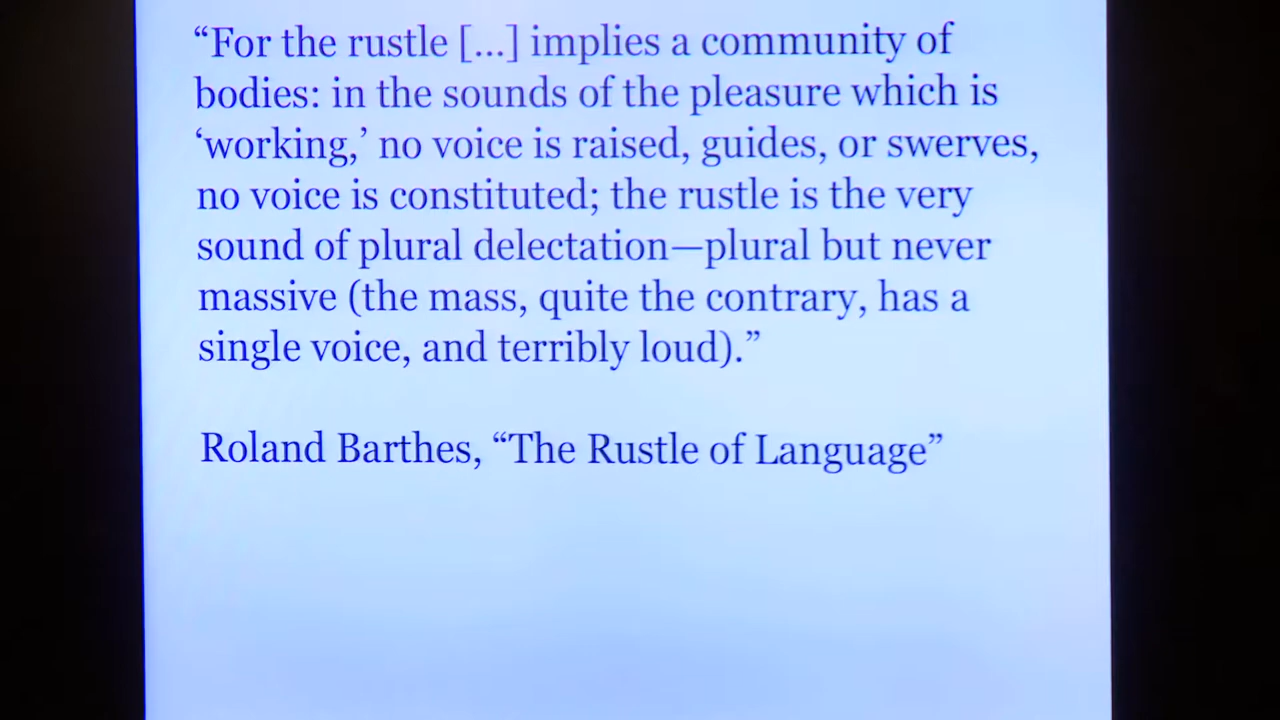 “For the rustle [...] implies a community of
bodies: in the sounds of the pleasure which is
‘working,’ no voice is raised, guides, or swerves,
no voice is constituted; the rustle is the very
sound of plural delectation—plural but never
massive (the mass, quite the contrary, has a
single voice, and terribly loud).”
Roland Barthes, “The Rustle of Language”